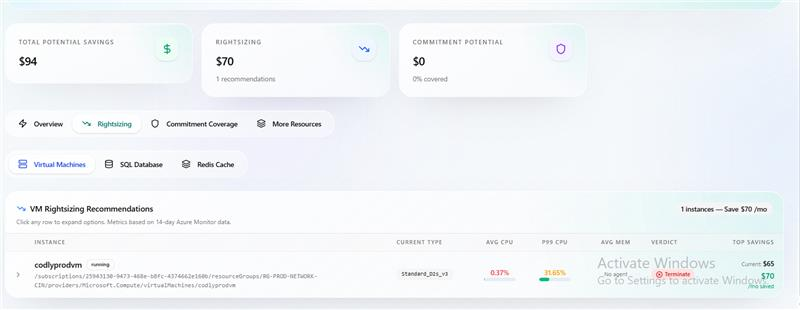 TOTAL POTENTIAL SAVINGS
$94
RIGHTSIZING
$70
1 recommendations
COMMITMENT POTENTIAL
$0
0% covered
Overview
Rightsizing
Commitment Coverage
More Resources
Virtual Machines
SQL Database
Redis Cache
VM Rightsizing Recommendations
Click any row to expand options. Metrics based on 14-day Azure Monitor data.
1 instances — Save $70 /mo
INSTANCE CURRENT TYPE AVG CPU P99 CPU AVG MEM VERDICT TOP SAVINGS
codlyprodvm running
/subscriptions/25943130-9473-468e-b8fc-4374662e160b/resourceGroups/RG-PROD-NETWORK-
CIN/providers/Microsoft.Compute/virtualMachines/codlyprodvm
Standard_D2s_v3
0.37%
31.65%
No agent
Terminate
Current $65
$70
/mo saved
Activate Windows
Go to Settings to activate Windows.